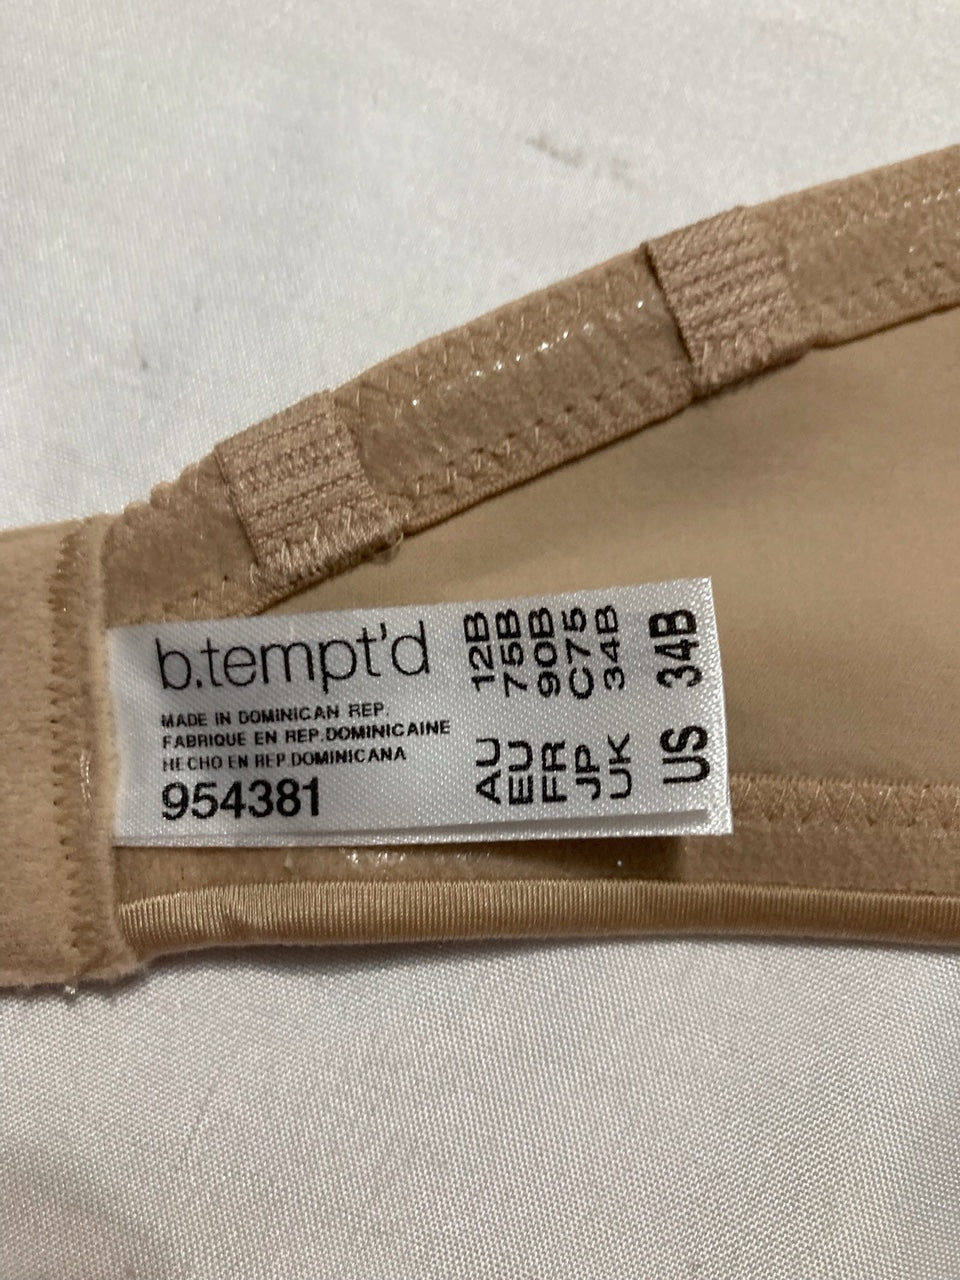 b.tempt'd
MADE IN DOMINICAN REP.
FABRIQUE EN REP.DOMINICAINE
HECHO EN REP.DOMINICANA
954381
AU 12B
EU 75B
FR 90B
JP C75
UK 34B
US 34B